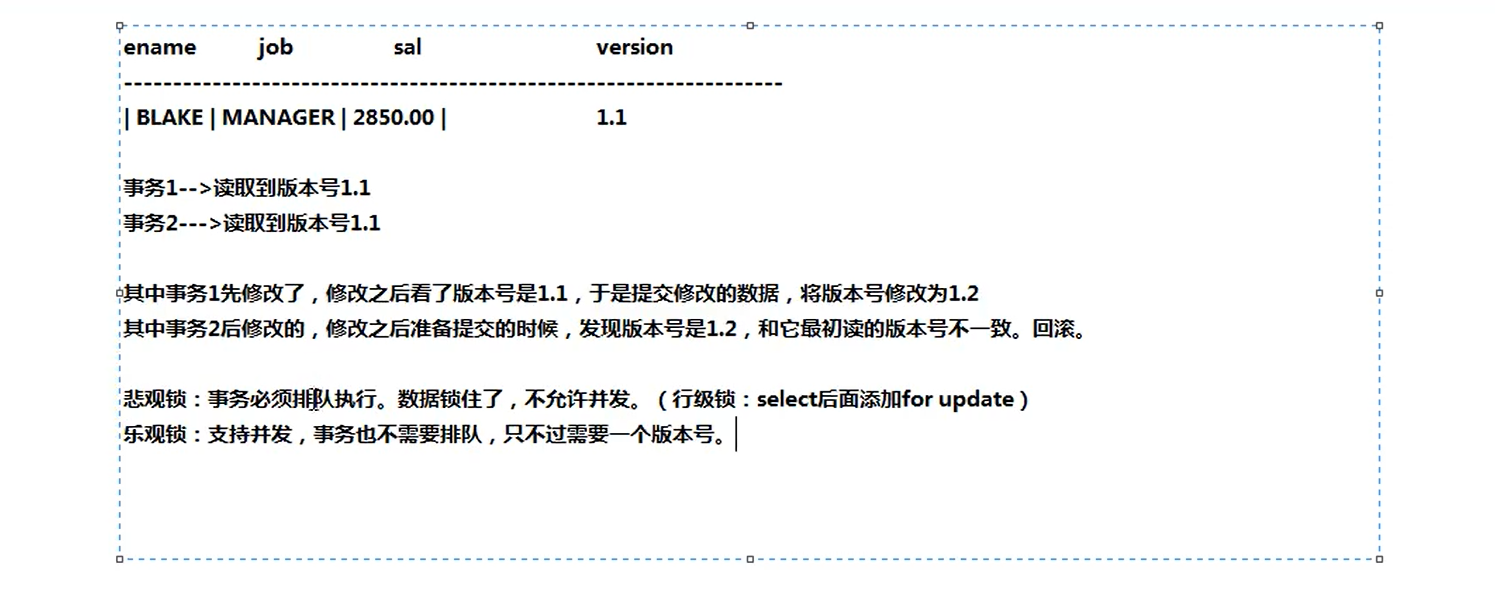 ename job sal version
------------------------------------------------------------------
| BLAKE | MANAGER | 2850.00 | 1.1
事务1-->读取到版本号1.1
事务2--->读取到版本号1.1
其中事务1先修改了，修改之后看了版本号是1.1，于是提交修改的数据，将版本号修改为1.2
其中事务2后修改的，修改之后准备提交的时候，发现版本号是1.2，和它最初读的版本号不一致。回滚。
悲观锁：事务必须排队执行。数据锁住了，不允许并发。（行级锁：select后面添加for update）
乐观锁：支持并发，事务也不需要排队，只不过需要一个版本号。